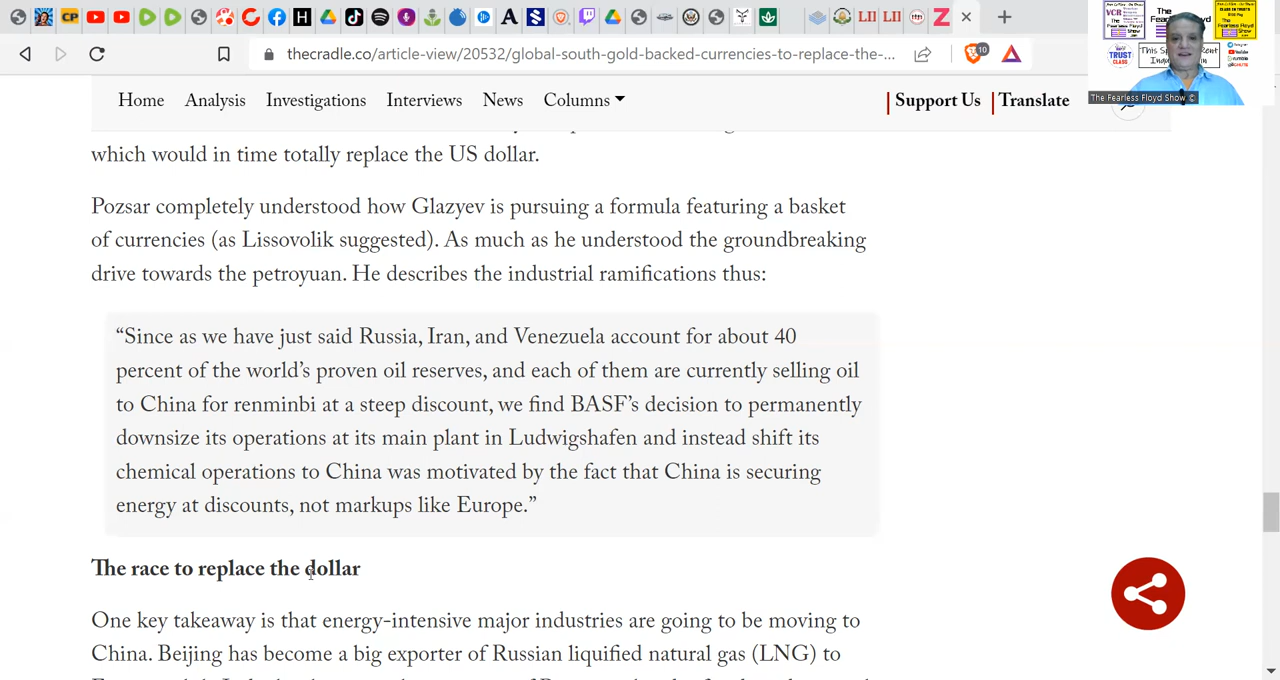 thecradle.co/article-view/20532/global-south-gold-backed-currencies-to-replace-the-...
10
Home Analysis Investigations Interviews News Columns Support Us Translate
The Fearless Floyd Show ©
which would in time totally replace the US dollar.
Pozsar completely understood how Glazyev is pursuing a formula featuring a basket
of currencies (as Lissovolik suggested). As much as he understood the groundbreaking
drive towards the petroyuan. He describes the industrial ramifications thus:
“Since as we have just said Russia, Iran, and Venezuela account for about 40
percent of the world’s proven oil reserves, and each of them are currently selling oil
to China for renminbi at a steep discount, we find BASF’s decision to permanently
downsize its operations at its main plant in Ludwigshafen and instead shift its
chemical operations to China was motivated by the fact that China is securing
energy at discounts, not markups like Europe.”
The race to replace the dollar
One key takeaway is that energy-intensive major industries are going to be moving to
China. Beijing has become a big exporter of Russian liquified natural gas (LNG) to